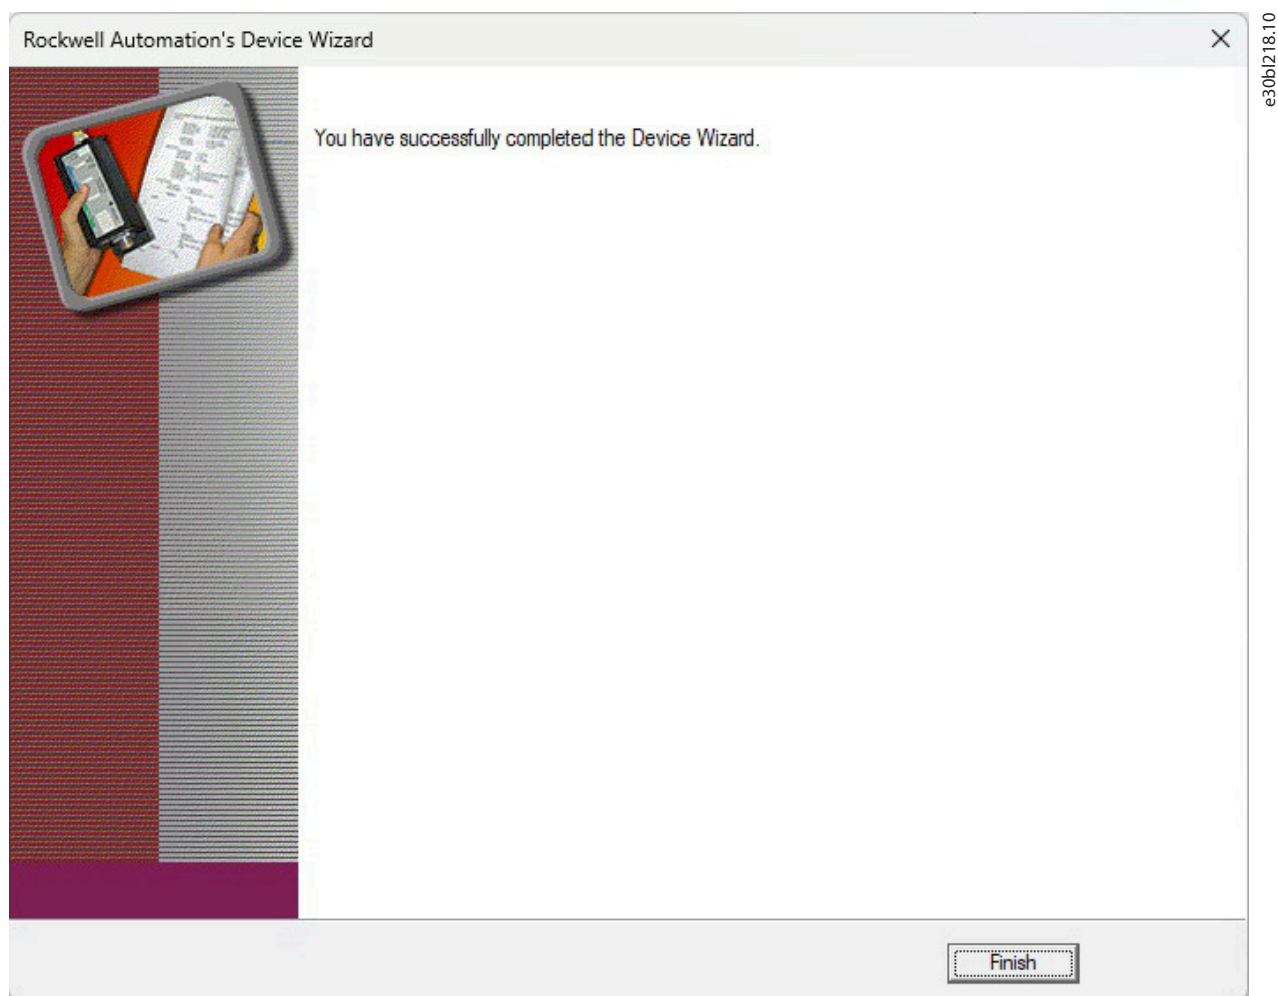 Rockwell Automation's Device Wizard
e30bl218.10
You have successfully completed the Device Wizard.
Finish